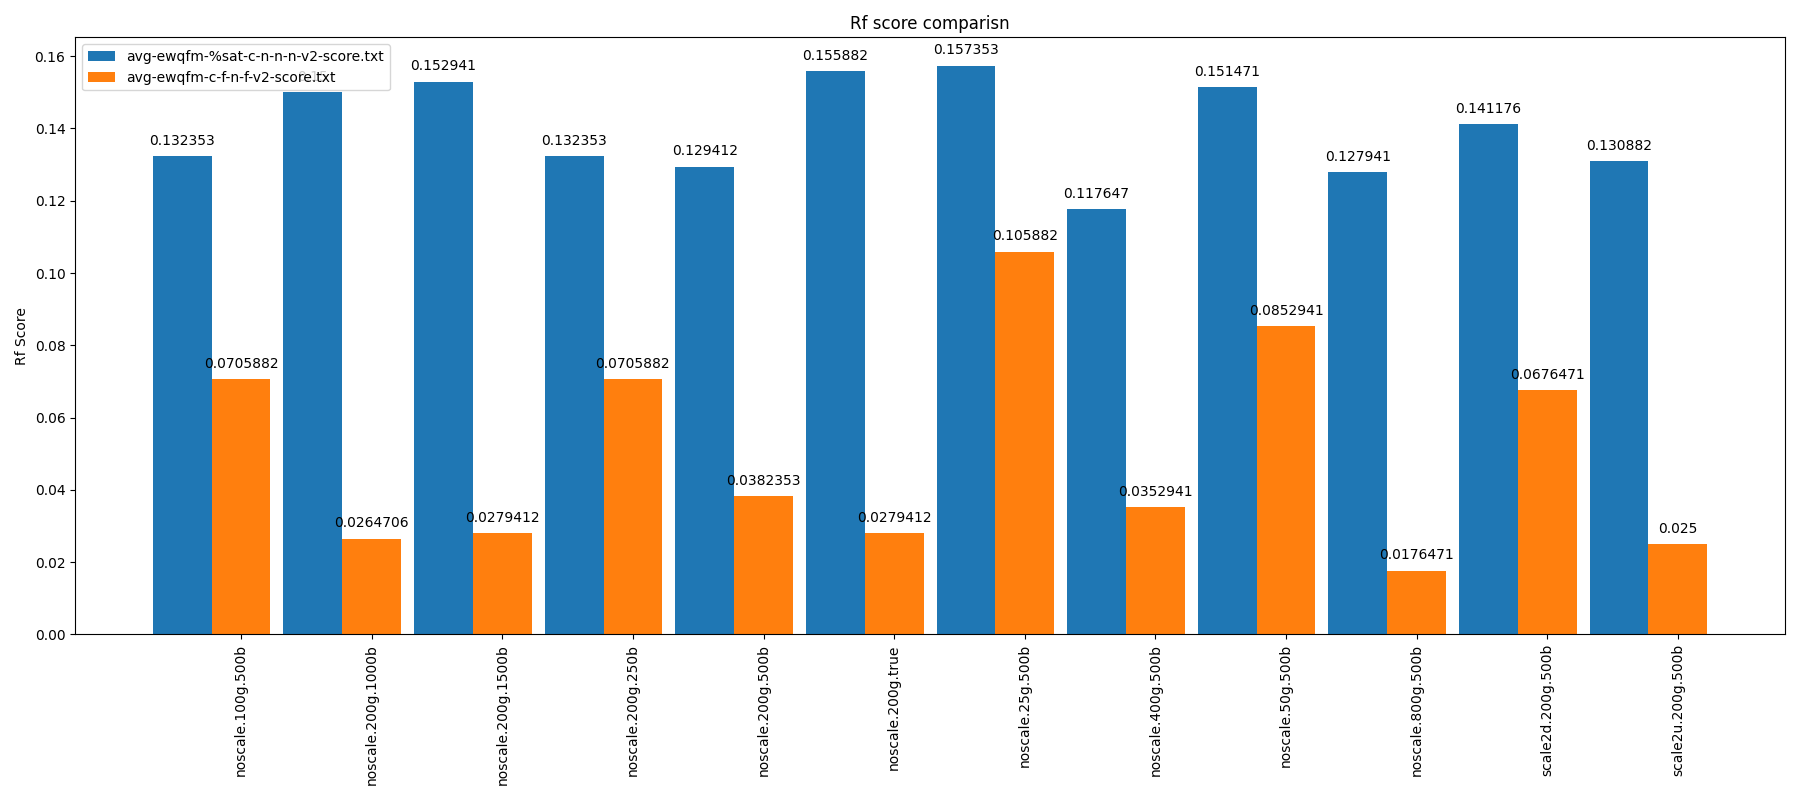 Rf score comparisn
avg-ewqfm-%sat-c-n-n-n-v2-score.txt
avg-ewqfm-c-f-n-f-v2-score.txt
Rf Score
0.16
0.14
0.12
0.10
0.08
0.06
0.04
0.02
0.00
0.132353
0.0705882
0.15
0.0264706
0.152941
0.0279412
0.132353
0.0705882
0.129412
0.0382353
0.155882
0.0279412
0.157353
0.105882
0.117647
0.0352941
0.151471
0.0852941
0.127941
0.0176471
0.141176
0.0676471
0.130882
0.025
noscale.100g.500b
noscale.200g.1000b
noscale.200g.1500b
noscale.200g.250b
noscale.200g.500b
noscale.200g.true
noscale.25g.500b
noscale.400g.500b
noscale.50g.500b
noscale.800g.500b
scale2d.200g.500b
scale2u.200g.500b